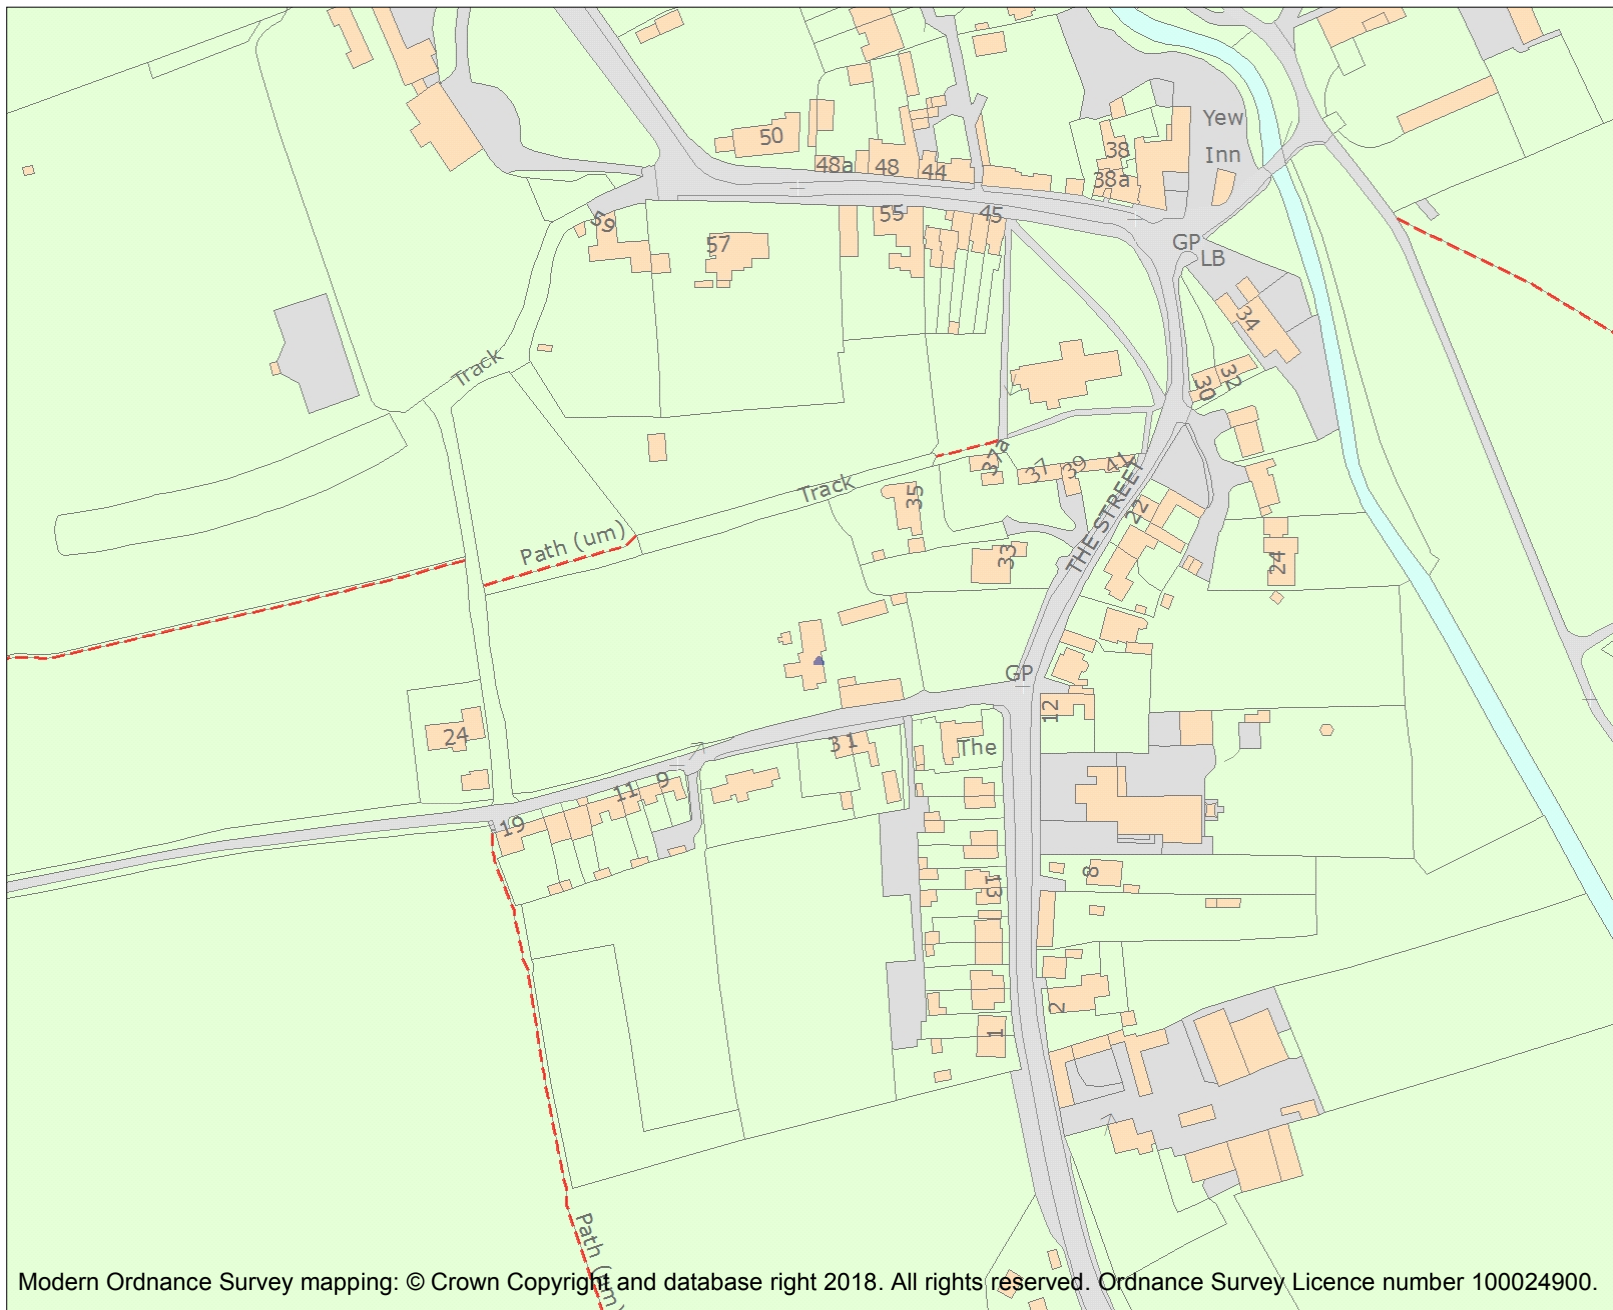 50
48a
48
44
38
38a
Yew
Inn
59
57
55
45
GP
LB
34
32
30
Track
37a
37
39
41
Track
35
THE STREET
22
Path (um)
33
24
GP
12
24
31
The
11
9
19
8
13
2
1
Path (um)
Modern Ordnance Survey mapping: © Crown Copyright and database right 2018. All rights reserved. Ordnance Survey Licence number 100024900.